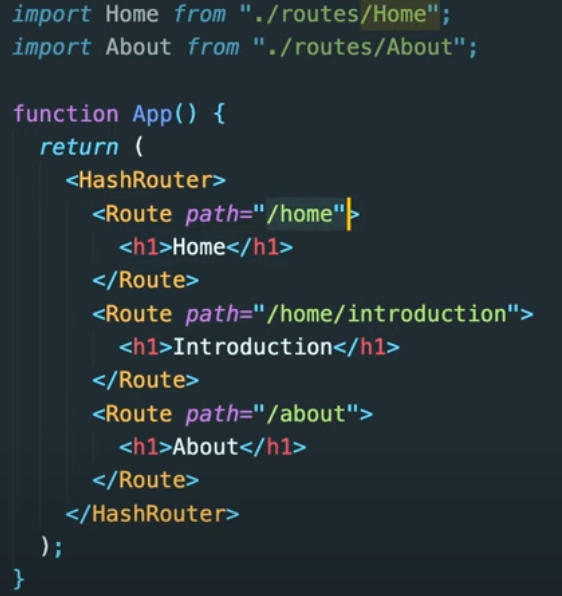 import Home from "./routes/Home";
import About from "./routes/About";
function App() {
return (
<HashRouter>
<Route path="/home">
<h1>Home</h1>
</Route>
<Route path="/home/introduction">
<h1>Introduction</h1>
</Route>
<Route path="/about">
<h1>About</h1>
</Route>
</HashRouter>
);
}